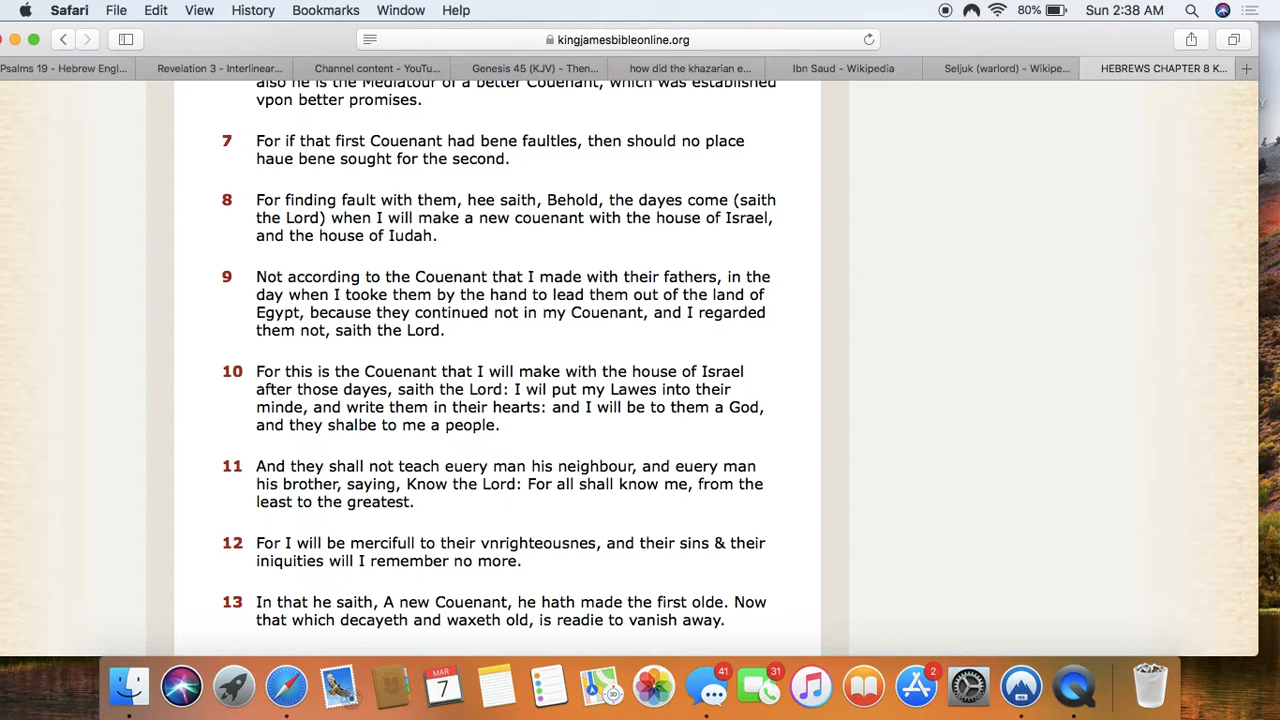 Safari File Edit View History Bookmarks Window Help 80% Sun 2:38 AM
kingjamesbibleonline.org
Psalms 19 - Hebrew Engl... Revelation 3 - Interlinear... Channel content - YouTu... Genesis 45 (KJV) - Then... how did the khazarian e... Ibn Saud - Wikipedia Seljuk (warlord) - Wikipe... HEBREWS CHAPTER 8 K...
also he is the Mediatour of a better Couenant, which was established
vpon better promises.
7 For if that first Couenant had bene faultles, then should no place
haue bene sought for the second.
8 For finding fault with them, hee saith, Behold, the dayes come (saith
the Lord) when I will make a new couenant with the house of Israel,
and the house of Iudah.
9 Not according to the Couenant that I made with their fathers, in the
day when I tooke them by the hand to lead them out of the land of
Egypt, because they continued not in my Couenant, and I regarded
them not, saith the Lord.
10 For this is the Couenant that I will make with the house of Israel
after those dayes, saith the Lord: I wil put my Lawes into their
minde, and write them in their hearts: and I will be to them a God,
and they shalbe to me a people.
11 And they shall not teach euery man his neighbour, and euery man
his brother, saying, Know the Lord: For all shall know me, from the
least to the greatest.
12 For I will be mercifull to their vnrighteousnes, and their sins & their
iniquities will I remember no more.
13 In that he saith, A new Couenant, he hath made the first olde. Now
that which decayeth and waxeth old, is readie to vanish away.
MAR 41 31 2
7